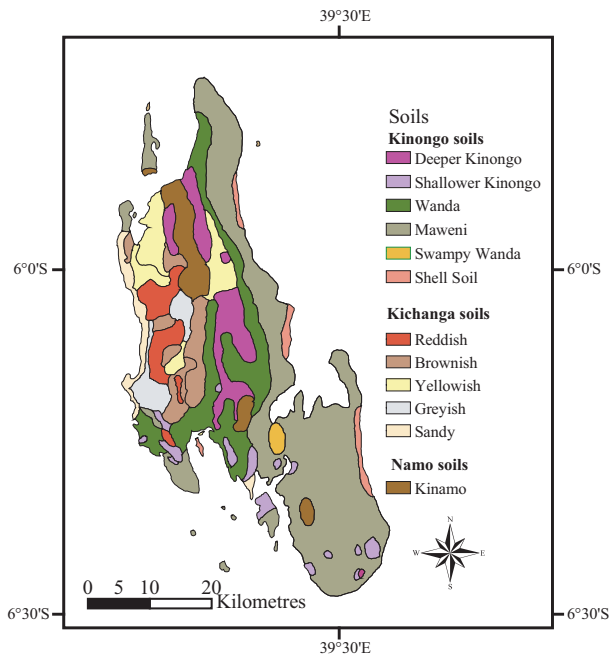 39°30'E
Soils
Kinongo soils
Deeper Kinongo
Shallower Kinongo
Wanda
Maweni
Swampy Wanda
Shell Soil
6°0'S
6°0'S
Kichanga soils
Reddish
Brownish
Yellowish
Greyish
Sandy
Namo soils
Kinamo
N
W
E
S
0 5 10 20
Kilometres
6°30'S
6°30'S
39°30'E